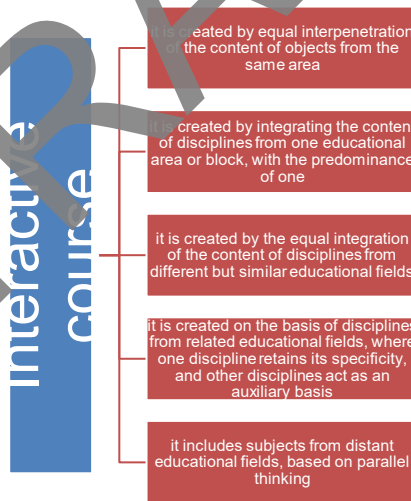 interactive
course
it is created by equal interpenetration
of the content of objects from the
same area
it is created by integrating the content
of disciplines from one educational
area or block, with the predominance
of one
it is created by the equal integration
of the content of disciplines from
different but similar educational fields
it is created on the basis of disciplines
from related educational fields, where
one discipline retains its specificity,
and other disciplines act as an
auxiliary basis
it includes subjects from distant
educational fields, based on parallel
thinking